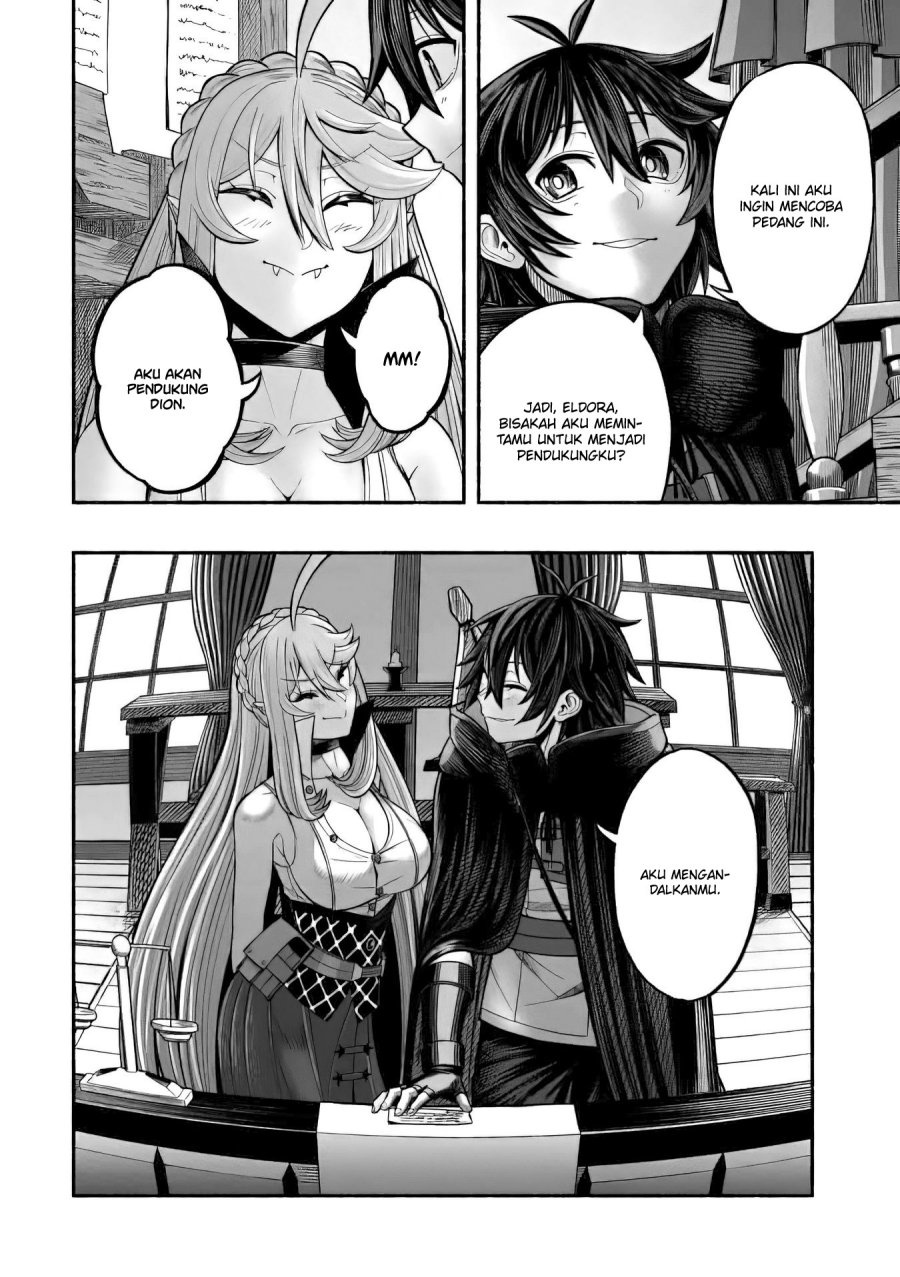 KALI INI AKU
INGIN MENCOBA
PEDANG INI.
JADI, ELDORA,
BISAKAH AKU MEMIN-
TAMU UNTUK MENJADI
PENDUKUNGKU?
MM!
AKU AKAN
PENDUKUNG
DION.
AKU MENGAN-
DALKANMU.